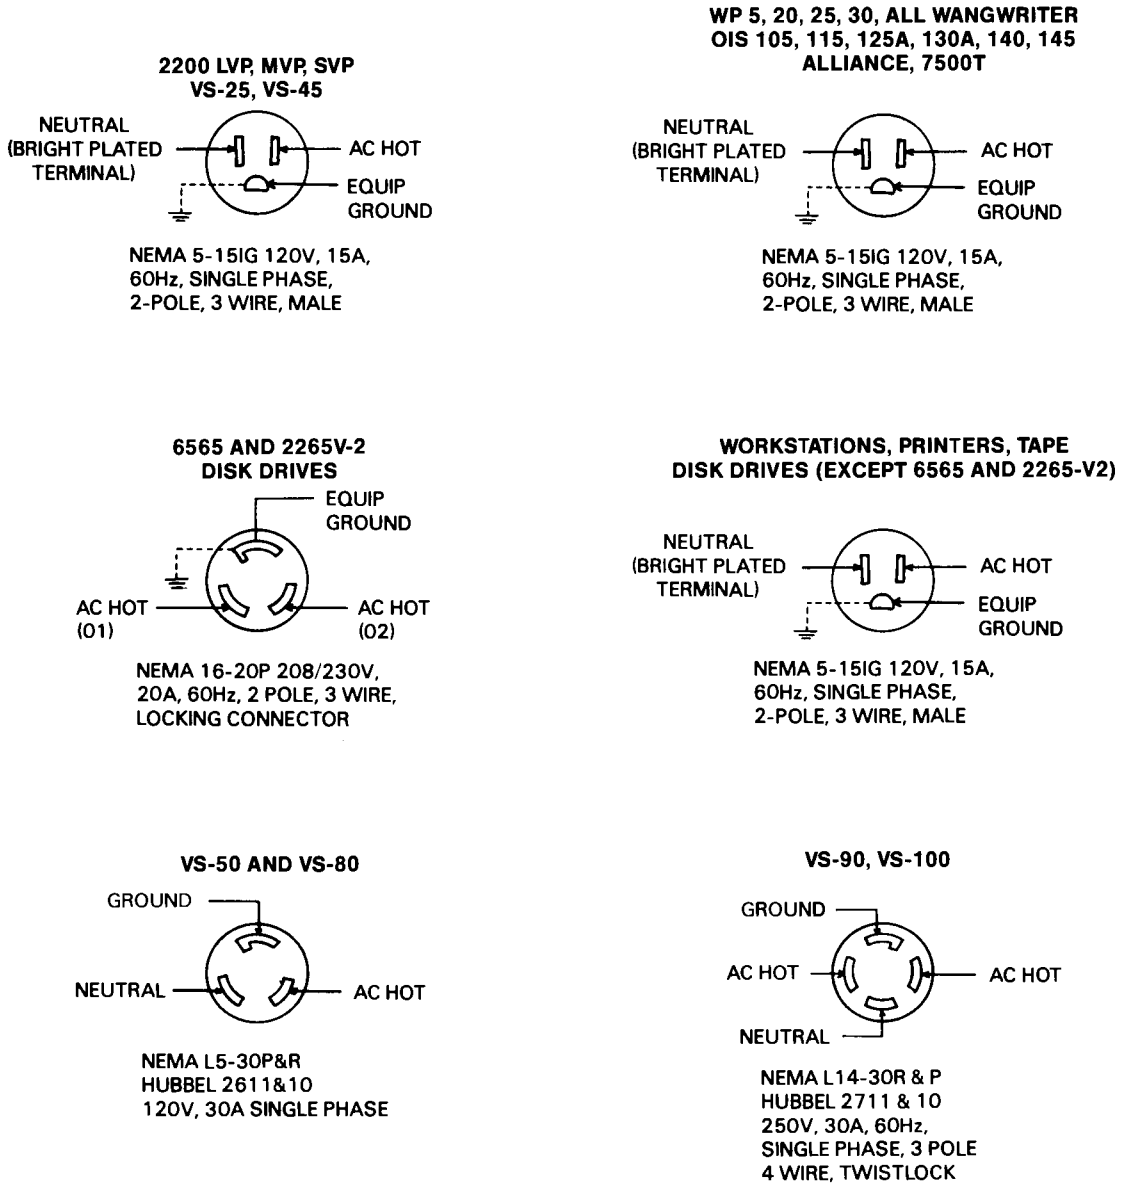 2200 LVP, MVP, SVP
VS-25, VS-45
NEUTRAL
(BRIGHT PLATED
TERMINAL)
AC HOT
EQUIP
GROUND
NEMA 5-15IG 120V, 15A,
60Hz, SINGLE PHASE,
2-POLE, 3 WIRE, MALE
WP 5, 20, 25, 30, ALL WANGWRITER
OIS 105, 115, 125A, 130A, 140, 145
ALLIANCE, 7500T
NEUTRAL
(BRIGHT PLATED
TERMINAL)
AC HOT
EQUIP
GROUND
NEMA 5-15IG 120V, 15A,
60Hz, SINGLE PHASE,
2-POLE, 3 WIRE, MALE
6565 AND 2265V-2
DISK DRIVES
EQUIP
GROUND
AC HOT
(01)
AC HOT
(02)
NEMA 16-20P 208/230V,
20A, 60Hz, 2 POLE, 3 WIRE,
LOCKING CONNECTOR
WORKSTATIONS, PRINTERS, TAPE
DISK DRIVES (EXCEPT 6565 AND 2265-V2)
NEUTRAL
(BRIGHT PLATED
TERMINAL)
AC HOT
EQUIP
GROUND
NEMA 5-15IG 120V, 15A,
60Hz, SINGLE PHASE,
2-POLE, 3 WIRE, MALE
VS-50 AND VS-80
GROUND
NEUTRAL
AC HOT
NEMA L5-30P&R
HUBBEL 2611&10
120V, 30A SINGLE PHASE
VS-90, VS-100
GROUND
AC HOT
AC HOT
NEUTRAL
NEMA L14-30R & P
HUBBEL 2711 & 10
250V, 30A, 60Hz,
SINGLE PHASE, 3 POLE
4 WIRE, TWISTLOCK